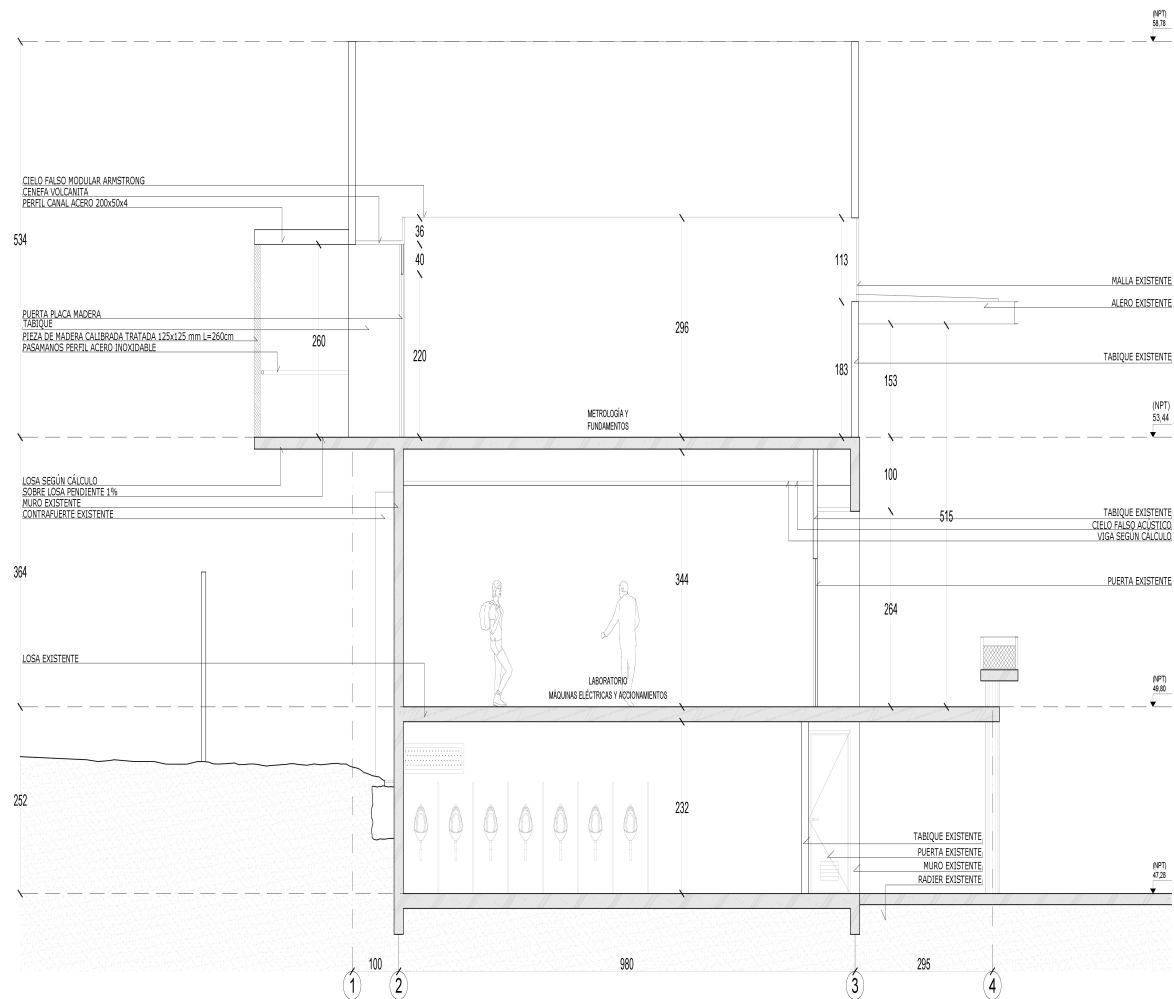 (NPT)
58,78
CIELO FALSO MODULAR ARMSTRONG
CENEFA VOLCANITA
PERFIL CANAL ACERO 200x50x4
534
36
40
113
MALLA EXISTENTE
ALERO EXISTENTE
PUERTA PLACA MADERA
TABIQUE
PIEZA DE MADERA CALIBRADA TRATADA 125x125 mm L=260cm
PASAMANOS PERFIL ACERO INOXIDABLE
260
220
296
183
153
TABIQUE EXISTENTE
METROLOGÍA Y
FUNDAMENTOS
(NPT)
53,44
LOSA SEGÚN CÁLCULO
SOBRE LOSA PENDIENTE 1%
MURO EXISTENTE
CONTRAFUERTE EXISTENTE
100
515
TABIQUE EXISTENTE
CIELO FALSO ACÚSTICO
VIGA SEGÚN CÁLCULO
364
344
PUERTA EXISTENTE
264
LOSA EXISTENTE
LABORATORIO
MÁQUINAS ELÉCTRICAS Y ACCIONAMIENTOS
(NPT)
49,80
252
232
TABIQUE EXISTENTE
PUERTA EXISTENTE
MURO EXISTENTE
RADIER EXISTENTE
(NPT)
47,28
100
980
295
1
2
3
4